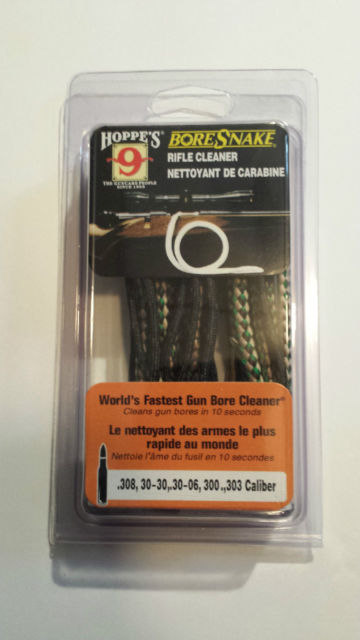 HOPPE'S
9
THE GUNCARE PEOPLE
SINCE 1903
BORESNAKE®
RIFLE CLEANER
NETTOYANT DE CARABINE
World's Fastest Gun Bore Cleaner®
Cleans gun bores in 10 seconds
Le nettoyant des armes le plus
rapide au monde
Nettoie l'âme du fusil en 10 secondes
.308, 30-30,.30-06, 300.,303 Caliber